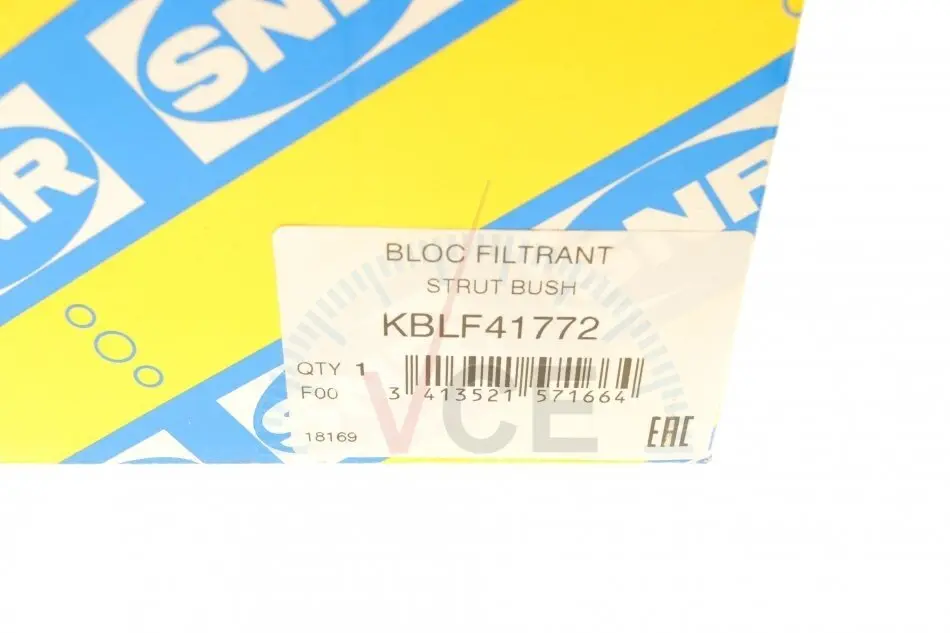 SNR
SNR
SNR
BLOC FILTRANT
STRUT BUSH
KBLF41772
QTY 1
F00
3 413521 571664
18169
EAC
VCE